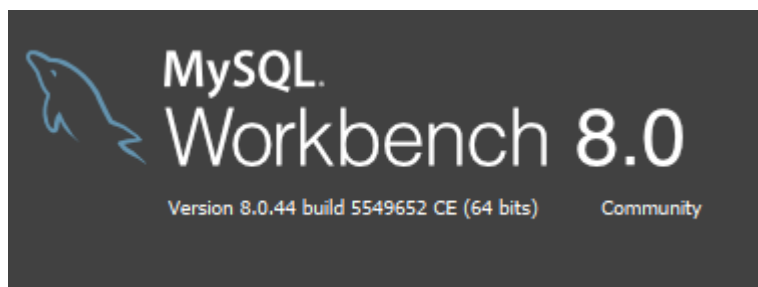 MySQL.
Workbench 8.0
Version 8.0.44 build 5549652 CE (64 bits) Community